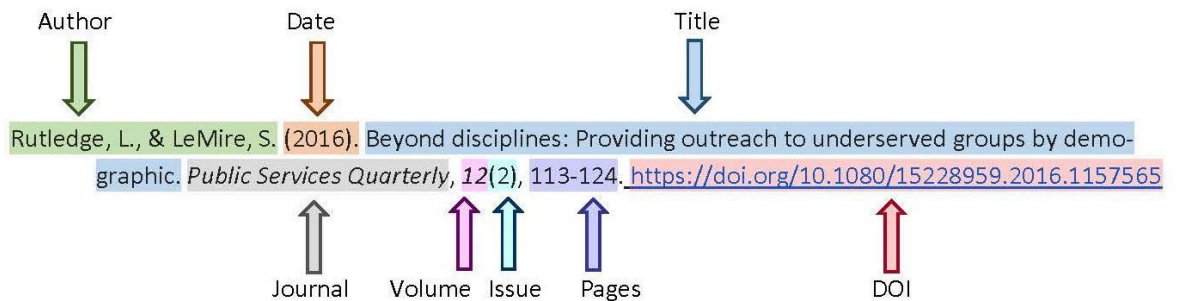 Author Date Title
Rutledge, L., & LeMire, S. (2016). Beyond disciplines: Providing outreach to underserved groups by demo-
graphic. Public Services Quarterly, 12(2), 113-124. https://doi.org/10.1080/15228959.2016.1157565
Journal Volume Issue Pages DOI